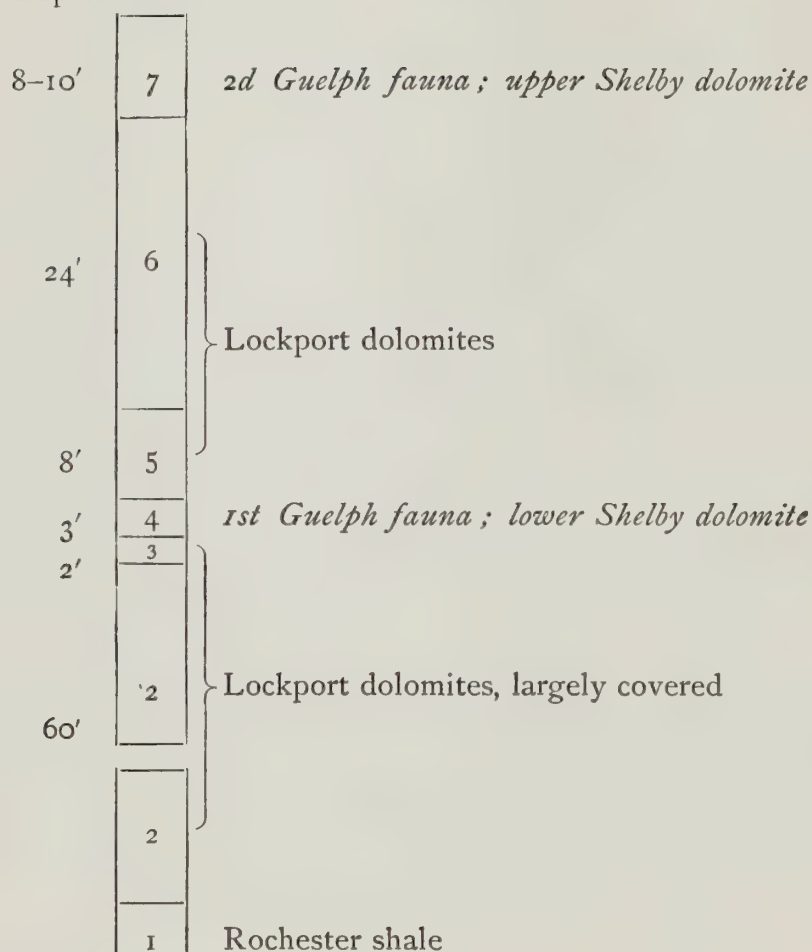 8–10′ 7 2d Guelph fauna; upper Shelby dolomite
24′ 6
Lockport dolomites
8′ 5
3′ 4 1st Guelph fauna; lower Shelby dolomite
2′ 3
2 Lockport dolomites, largely covered
60′
2
1 Rochester shale